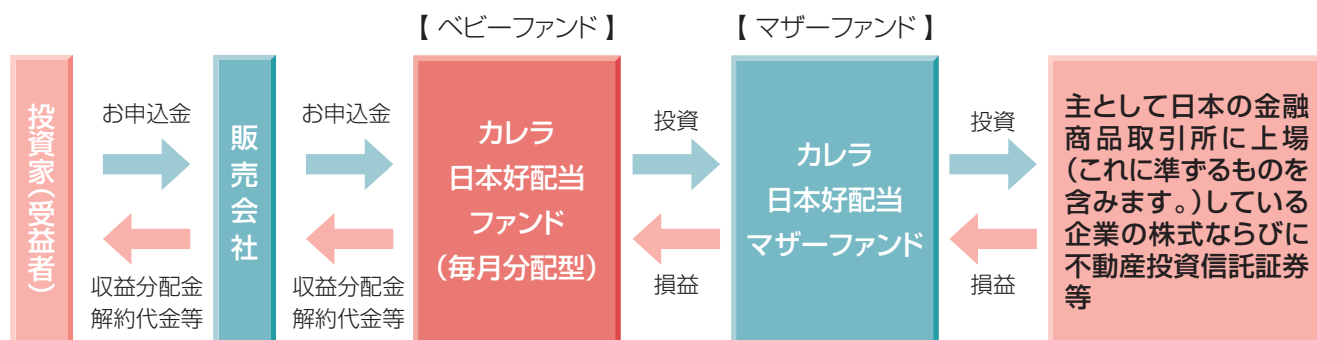 【 ベビーファンド 】
【 マザーファンド 】
投資家(受益者)
お申込金
収益分配金
解約代金等
販売会社
お申込金
収益分配金
解約代金等
カレラ
日本好配当
ファンド
(毎月分配型)
投資
損益
カレラ
日本好配当
マザーファンド
投資
損益
主として日本の金融
商品取引所に上場
(これに準ずるものを
含みます。)している
企業の株式ならびに
不動産投資信託証券
等